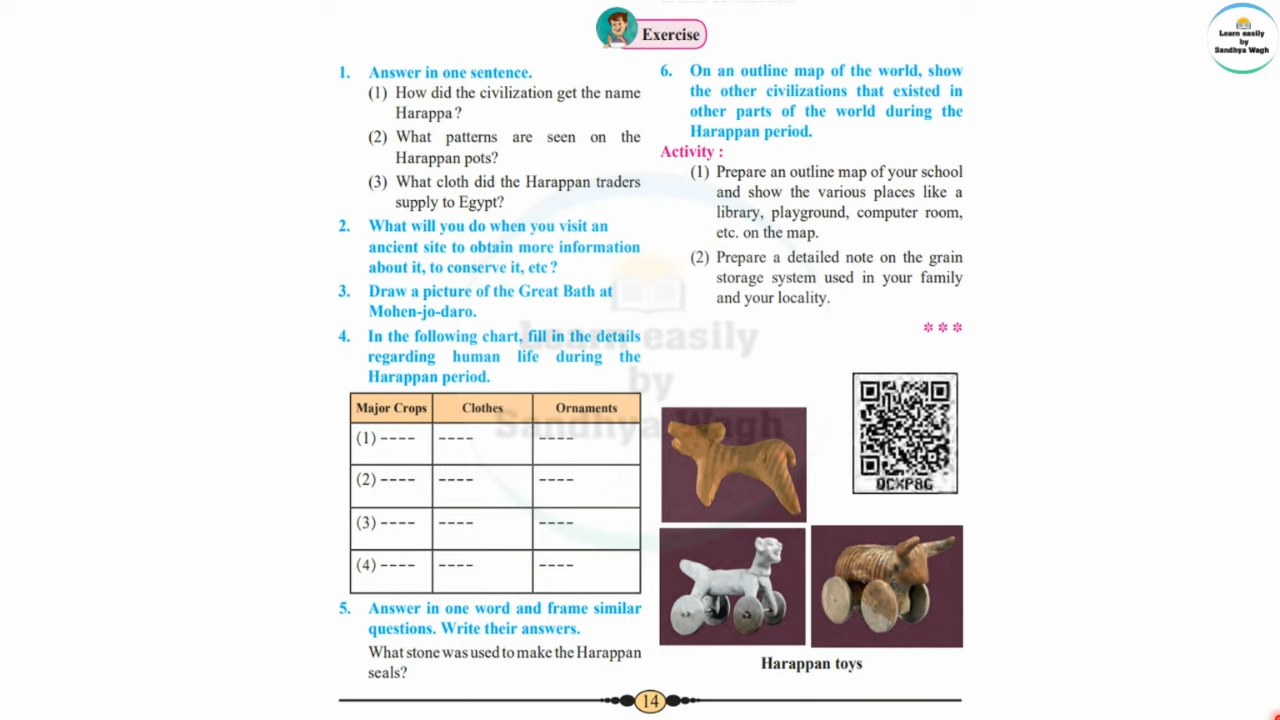 Exercise
Learn easily
by
Sandhya Wagh
1. Answer in one sentence.
(1) How did the civilization get the name
Harappa?
(2) What patterns are seen on the
Harappan pots?
(3) What cloth did the Harappan traders
supply to Egypt?
2. What will you do when you visit an
ancient site to obtain more information
about it, to conserve it, etc?
3. Draw a picture of the Great Bath at
Mohen-jo-daro.
4. In the following chart, fill in the details
regarding human life during the
Harappan period.
Major Crops Clothes Ornaments
(1) ---- ---- ----
(2) ---- ---- ----
(3) ---- ---- ----
(4) ---- ---- ----
5. Answer in one word and frame similar
questions. Write their answers.
What stone was used to make the Harappan
seals?
6. On an outline map of the world, show
the other civilizations that existed in
other parts of the world during the
Harappan period.
Activity :
(1) Prepare an outline map of your school
and show the various places like a
library, playground, computer room,
etc. on the map.
(2) Prepare a detailed note on the grain
storage system used in your family
and your locality.
***
Learn easily
by
Sandhya Wagh
QCXP8G
Harappan toys
14